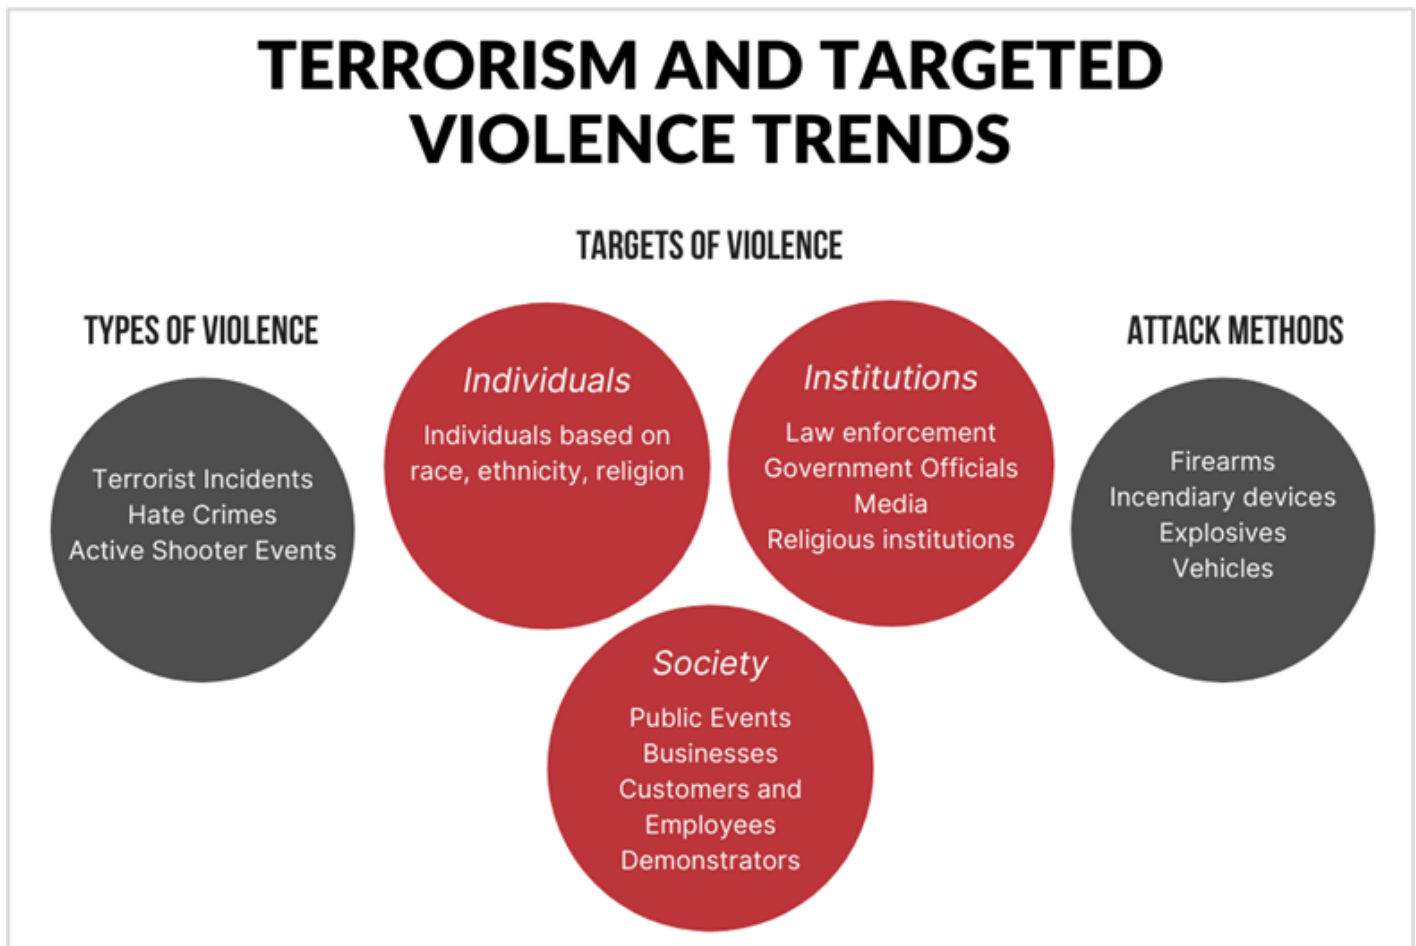 TERRORISM AND TARGETED
VIOLENCE TRENDS
TARGETS OF VIOLENCE
TYPES OF VIOLENCE
Terrorist Incidents
Hate Crimes
Active Shooter Events
Individuals
Individuals based on
race, ethnicity, religion
Institutions
Law enforcement
Government Officials
Media
Religious institutions
Society
Public Events
Businesses
Customers and
Employees
Demonstrators
ATTACK METHODS
Firearms
Incendiary devices
Explosives
Vehicles